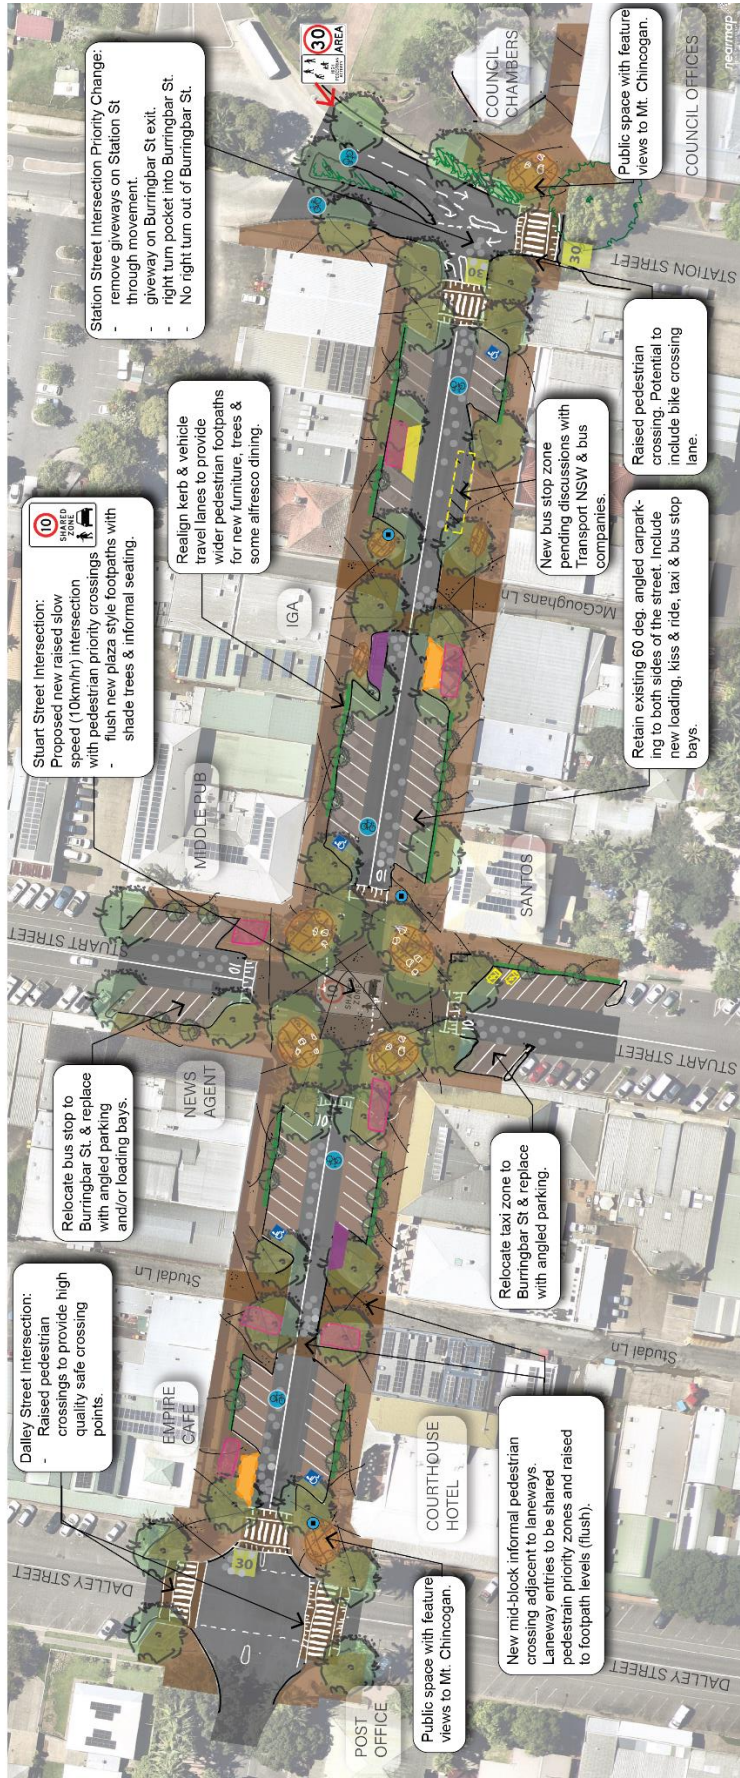 Dalley Street Intersection:
- Raised pedestrian
crossings to provide high
quality safe crossing
points.
Relocate bus stop to
Burringbar St. & replace
with angled parking
and/or loading bays.
Stuart Street Intersection:
Proposed new raised slow
speed (10km/hr) intersection
with pedestrian priority crossings
- flush new plaza style footpaths with
shade trees & informal seating.
10
SHARED
ZONE
Realign kerb & vehicle
travel lanes to provide
wider pedestrian footpaths
for new furniture, trees &
some alfresco dining.
Station Street Intersection Priority Change:
- remove giveways on Station St
through movement.
- giveway on Burringbar St exit.
- right turn pocket into Burringbar St.
- No right turn out of Burringbar St.
30
AREA
DALLEY STREET
EMPIRE
CAFE
Studal Ln
NEWS
AGENT
STUART STREET
MIDDLE PUB
IGA
30
10
10
10
10
SHARED
ZONE
10
30
30
POST
OFFICE
COURTHOUSE
HOTEL
SANTOS
McGoughans Ln
COUNCIL
CHAMBERS
COUNCIL OFFICES
STATION STREET
DALLEY STREET
Studal Ln
STUART STREET
Public space with feature
views to Mt. Chincogan.
New mid-block informal pedestrian
crossing adjacent to laneways.
Laneway entries to be shared
pedestrain priority zones and raised
to footpath levels (flush).
Relocate taxi zone to
Burringbar St & replace
with angled parking.
Retain existing 60 deg. angled carpark-
ing to both sides of the street. Include
new loading, kiss & ride, taxi & bus stop
bays.
New bus stop zone
pending discussions with
Transport NSW & bus
companies.
Raised pedestrian
crossing. Potential to
include bike crossing
lane.
Public space with feature
views to Mt. Chincogan.
nearmap